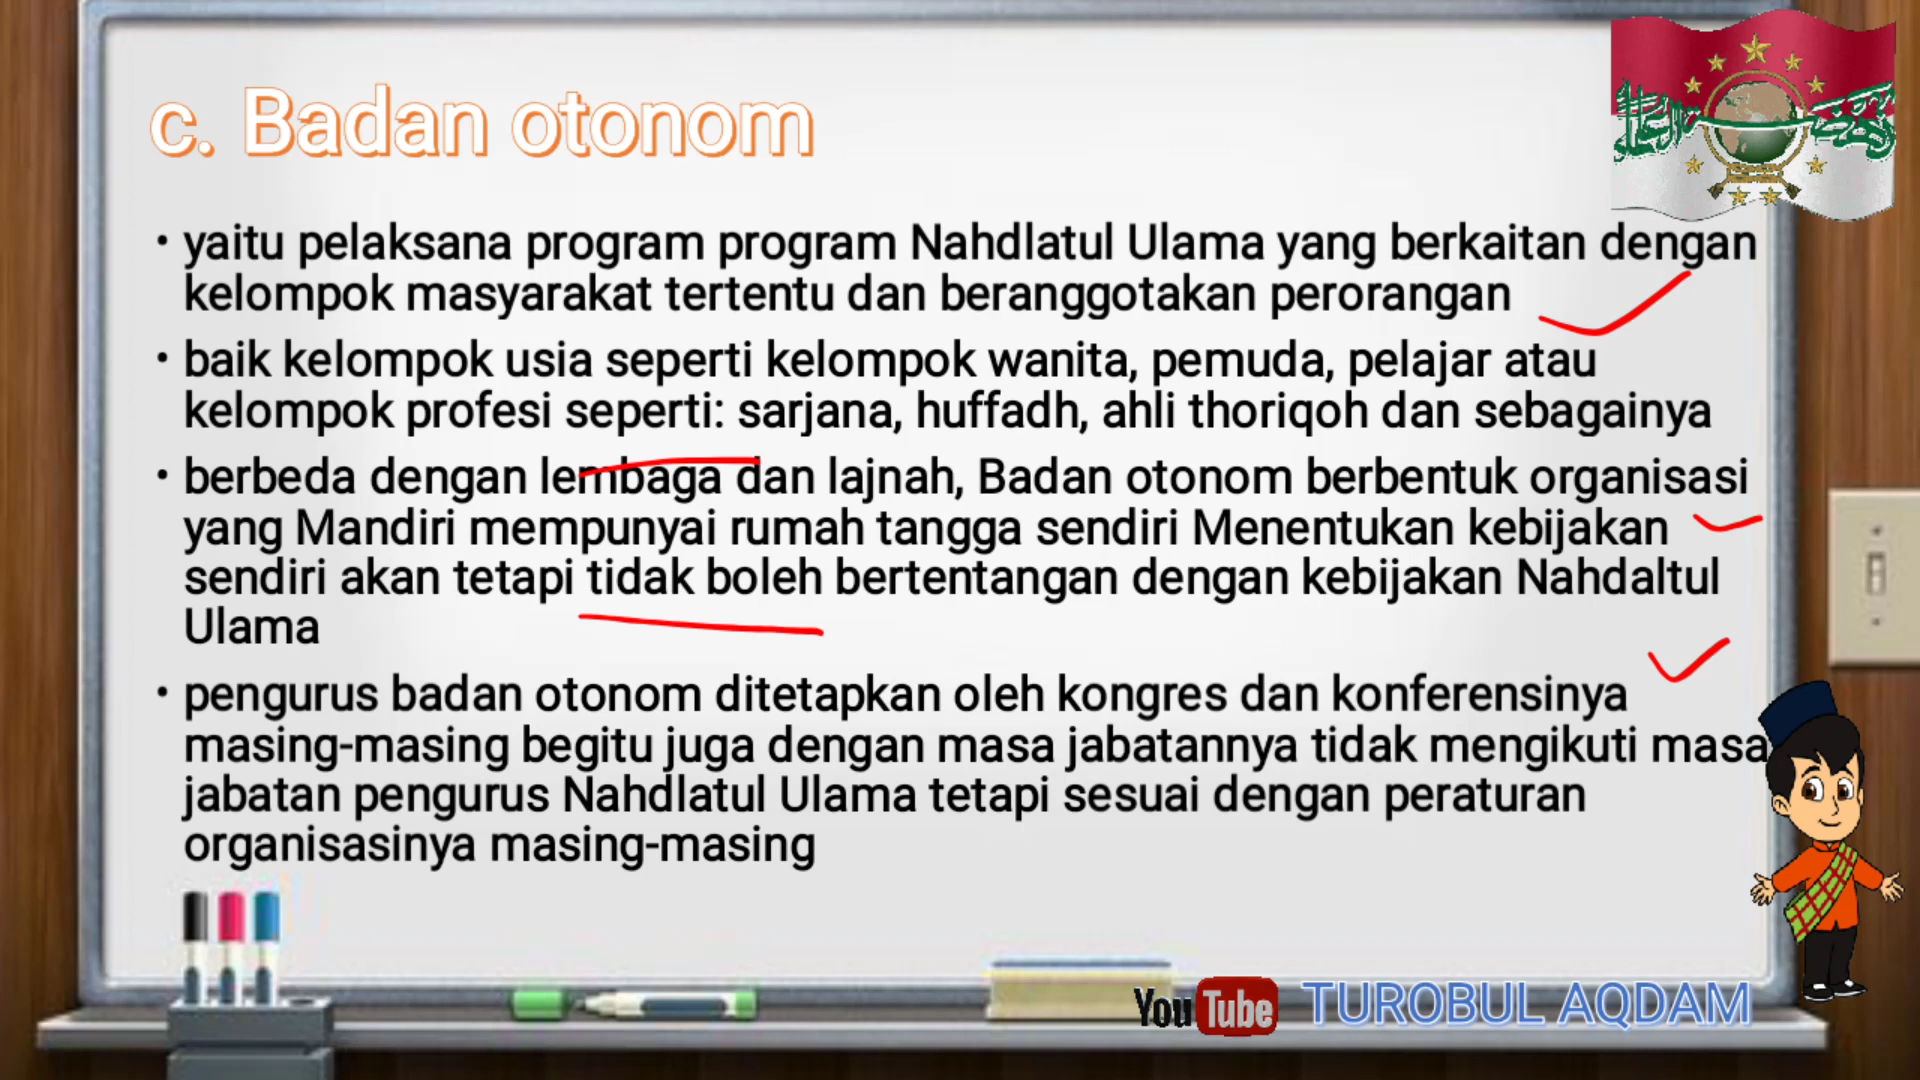 c. Badan otonom
• yaitu pelaksana program program Nahdlatul Ulama yang berkaitan dengan
kelompok masyarakat tertentu dan beranggotakan perorangan
• baik kelompok usia seperti kelompok wanita, pemuda, pelajar atau
kelompok profesi seperti: sarjana, huffadh, ahli thoriqoh dan sebagainya
• berbeda dengan lembaga dan lajnah, Badan otonom berbentuk organisasi
yang Mandiri mempunyai rumah tangga sendiri Menentukan kebijakan
sendiri akan tetapi tidak boleh bertentangan dengan kebijakan Nahdaltul
Ulama
• pengurus badan otonom ditetapkan oleh kongres dan konferensinya
masing-masing begitu juga dengan masa jabatannya tidak mengikuti masa
jabatan pengurus Nahdlatul Ulama tetapi sesuai dengan peraturan
organisasinya masing-masing
YouTube TUROBUL AQDAM